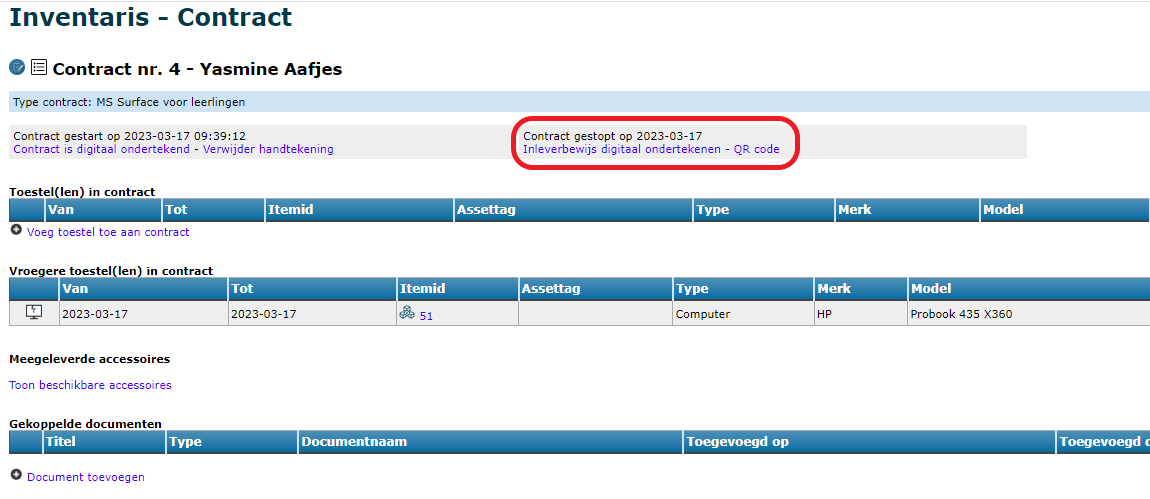 Inventaris - Contract
Contract nr. 4 - Yasmine Aafjes
Type contract: MS Surface voor leerlingen
Contract gestart op 2023-03-17 09:39:12 Contract gestopt op 2023-03-17
Contract is digitaal ondertekend - Verwijder handtekening Inleverbewijs digitaal ondertekenen - QR code
Toestel(len) in contract
Van Tot Itemid Assettag Type Merk Model
Voeg toestel toe aan contract
Vroegere toestel(len) in contract
Van Tot Itemid Assettag Type Merk Model
2023-03-17 2023-03-17 51 Computer HP Probook 435 X360
Meegeleverde accessoires
Toon beschikbare accessoires
Gekoppelde documenten
Titel Type Documentnaam Toegevoegd op Toegevoegd
Document toevoegen